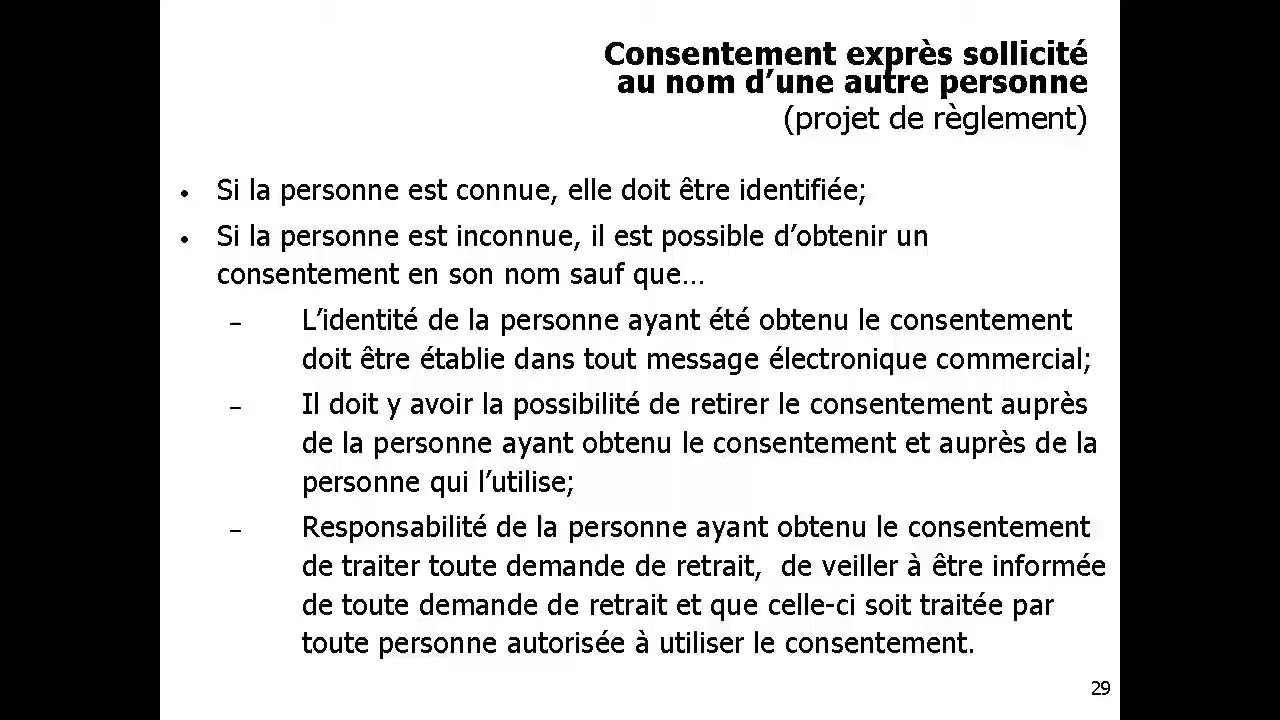 Consentement exprès sollicité
au nom d’une autre personne
(projet de règlement)
• Si la personne est connue, elle doit être identifiée;
• Si la personne est inconnue, il est possible d’obtenir un
consentement en son nom sauf que…
– L’identité de la personne ayant été obtenu le consentement
doit être établie dans tout message électronique commercial;
– Il doit y avoir la possibilité de retirer le consentement auprès
de la personne ayant obtenu le consentement et auprès de la
personne qui l’utilise;
– Responsabilité de la personne ayant obtenu le consentement
de traiter toute demande de retrait,  de veiller à être informée
de toute demande de retrait et que celle-ci soit traitée par
toute personne autorisée à utiliser le consentement.
29